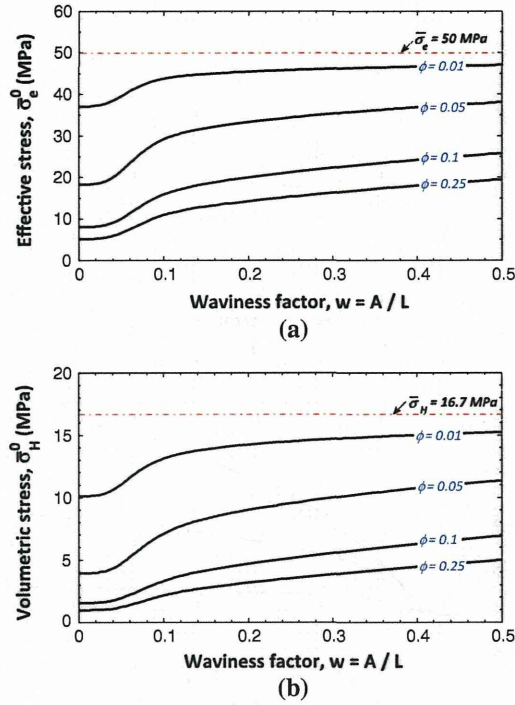 60
50
40
30
20
10
0
Effective stress, σ̄e⁰ (MPa)
σ̄e = 50 MPa
ϕ= 0.01
ϕ= 0.05
ϕ= 0.1
ϕ= 0.25
0 0.1 0.2 0.3 0.4 0.5
Waviness factor, w = A / L
(a)
20
15
10
5
0
Volumetric stress, σ̄H⁰ (MPa)
σ̄H = 16.7 MPa
ϕ= 0.01
ϕ= 0.05
ϕ= 0.1
ϕ= 0.25
0 0.1 0.2 0.3 0.4 0.5
Waviness factor, w = A / L
(b)